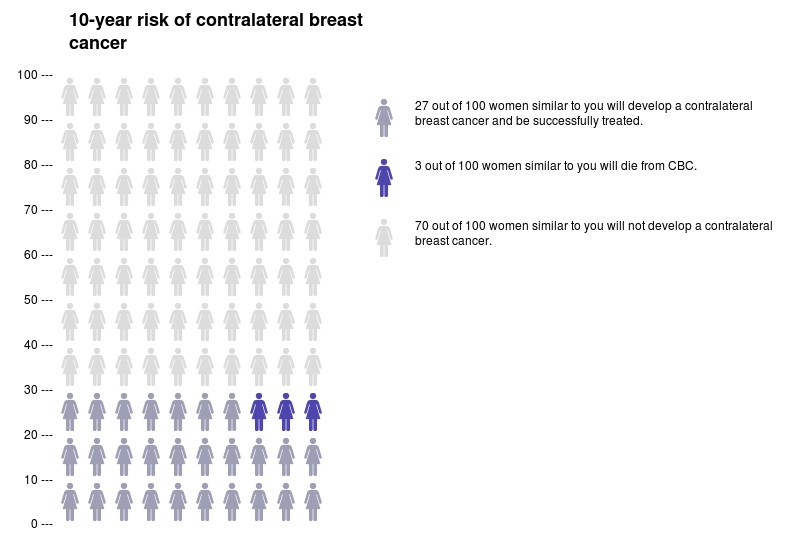 10-year risk of contralateral breast
cancer
100 ---
90 ---
80 ---
70 ---
60 ---
50 ---
40 ---
30 ---
20 ---
10 ---
0 ---
27 out of 100 women similar to you will develop a contralateral
breast cancer and be successfully treated.
3 out of 100 women similar to you will die from CBC.
70 out of 100 women similar to you will not develop a contralateral
breast cancer.